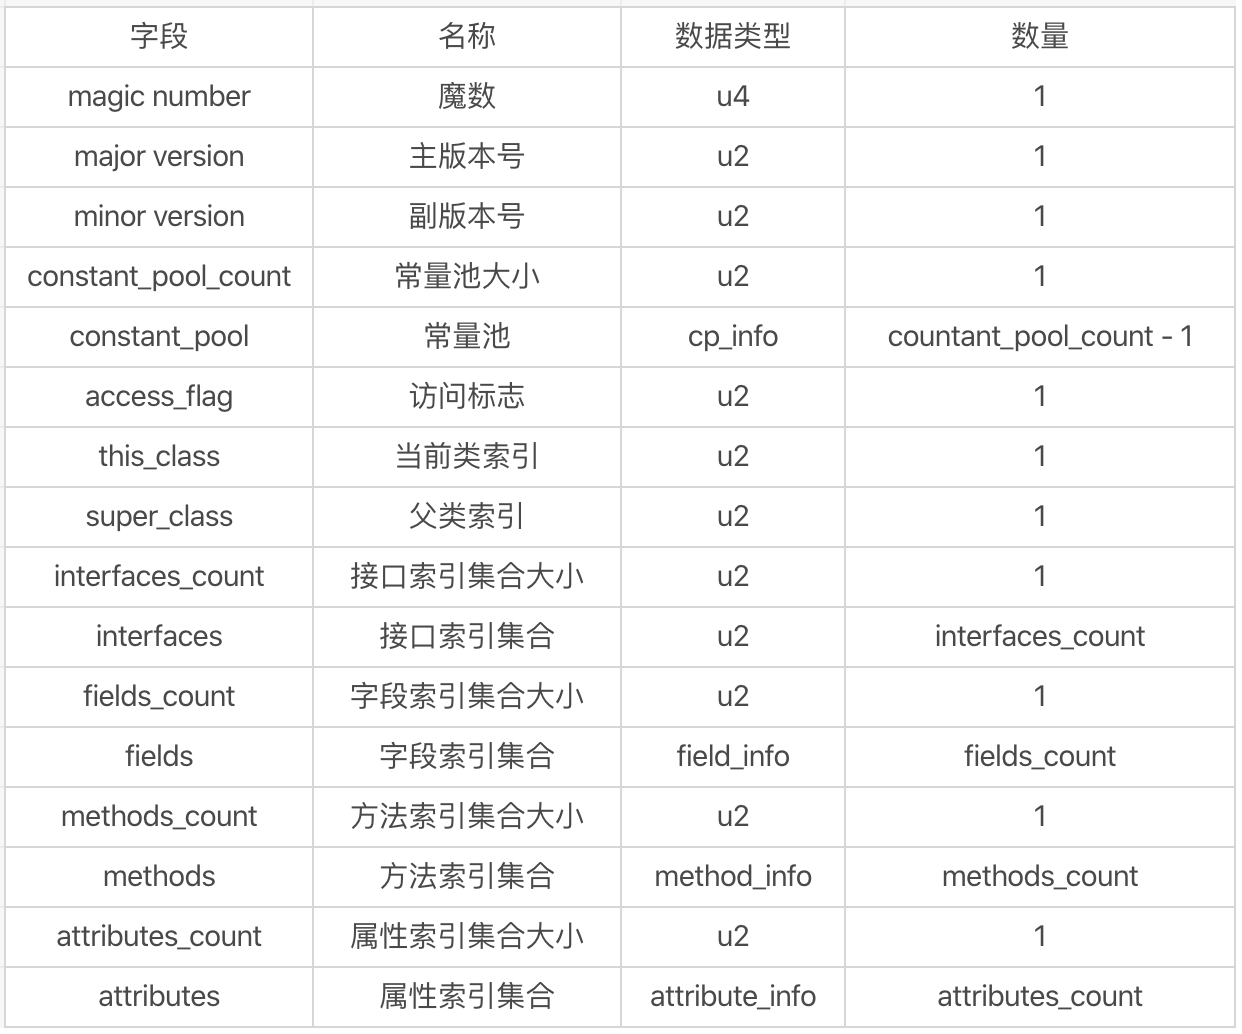 字段 名称 数据类型 数量
magic number 魔数 u4 1
major version 主版本号 u2 1
minor version 副版本号 u2 1
constant_pool_count 常量池大小 u2 1
constant_pool 常量池 cp_info countant_pool_count - 1
access_flag 访问标志 u2 1
this_class 当前类索引 u2 1
super_class 父类索引 u2 1
interfaces_count 接口索引集合大小 u2 1
interfaces 接口索引集合 u2 interfaces_count
fields_count 字段索引集合大小 u2 1
fields 字段索引集合 field_info fields_count
methods_count 方法索引集合大小 u2 1
methods 方法索引集合 method_info methods_count
attributes_count 属性索引集合大小 u2 1
attributes 属性索引集合 attribute_info attributes_count